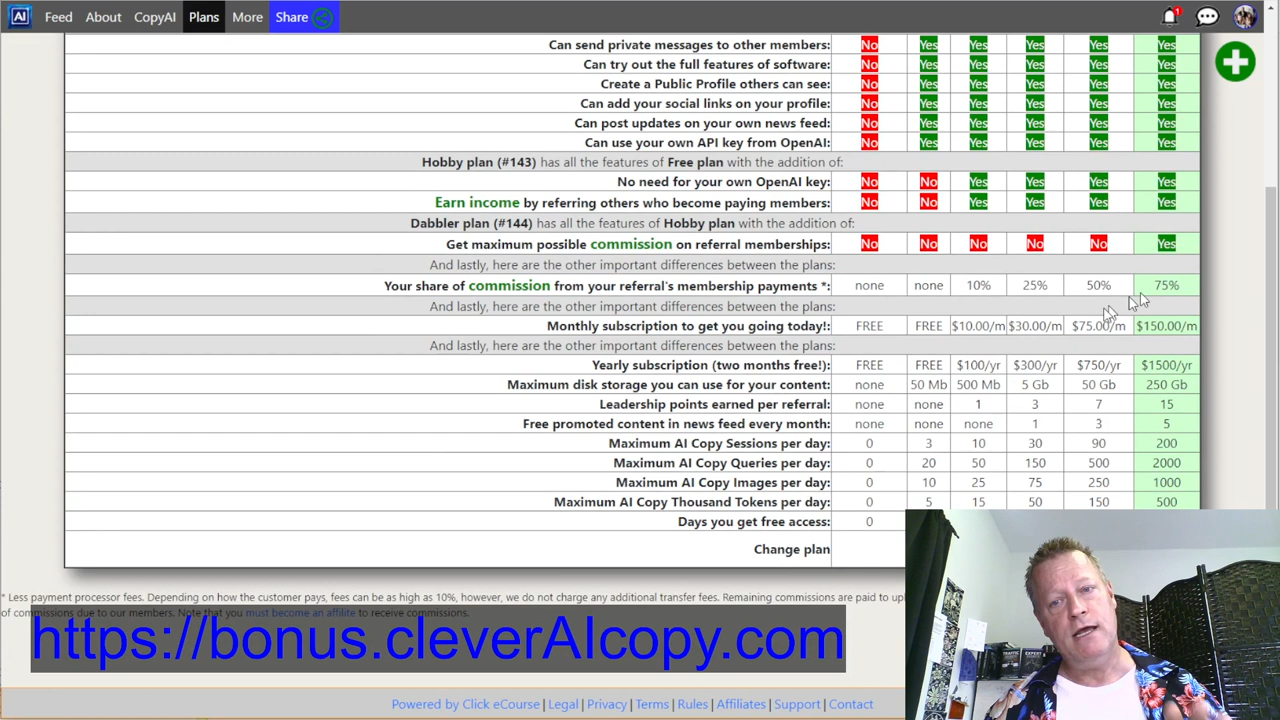 AI Feed About CopyAI Plans More Share 1
Can send private messages to other members: No Yes Yes Yes Yes Yes
Can try out the full features of software: No Yes Yes Yes Yes Yes
Create a Public Profile others can see: No Yes Yes Yes Yes Yes
Can add your social links on your profile: No Yes Yes Yes Yes Yes
Can post updates on your own news feed: No Yes Yes Yes Yes Yes
Can use your own API key from OpenAI: No Yes Yes Yes Yes Yes
Hobby plan (#143) has all the features of Free plan with the addition of:
No need for your own OpenAI key: No No Yes Yes Yes Yes
Earn income by referring others who become paying members: No No Yes Yes Yes Yes
Dabbler plan (#144) has all the features of Hobby plan with the addition of:
Get maximum possible commission on referral memberships: No No No No No Yes
And lastly, here are the other important differences between the plans:
Your share of commission from your referral's membership payments *: none none 10% 25% 50% 75%
And lastly, here are the other important differences between the plans:
Monthly subscription to get you going today!: FREE FREE $10.00/m $30.00/m $75.00/m $150.00/m
And lastly, here are the other important differences between the plans:
Yearly subscription (two months free!): FREE FREE $100/yr $300/yr $750/yr $1500/yr
Maximum disk storage you can use for your content: none 50 Mb 500 Mb 5 Gb 50 Gb 250 Gb
Leadership points earned per referral: none none 1 3 7 15
Free promoted content in news feed every month: none none none 1 3 5
Maximum AI Copy Sessions per day: 0 3 10 30 90 200
Maximum AI Copy Queries per day: 0 20 50 150 500 2000
Maximum AI Copy Images per day: 0 10 25 75 250 1000
Maximum AI Copy Thousand Tokens per day: 0 5 15 50 150 500
Days you get free access: 0
Change plan
* Less payment processor fees. Depending on how the customer pays, fees can be as high as 10%, however, we do not charge any additional transfer fees. Remaining commissions are paid to
of commissions due to our members. Note that you must become an affilite to receive commissions.
https://bonus.cleverAIcopy.com
Powered by Click eCourse | Legal | Privacy | Terms | Rules | Affiliates | Support | Contact
TRAFFIC
EXPERT